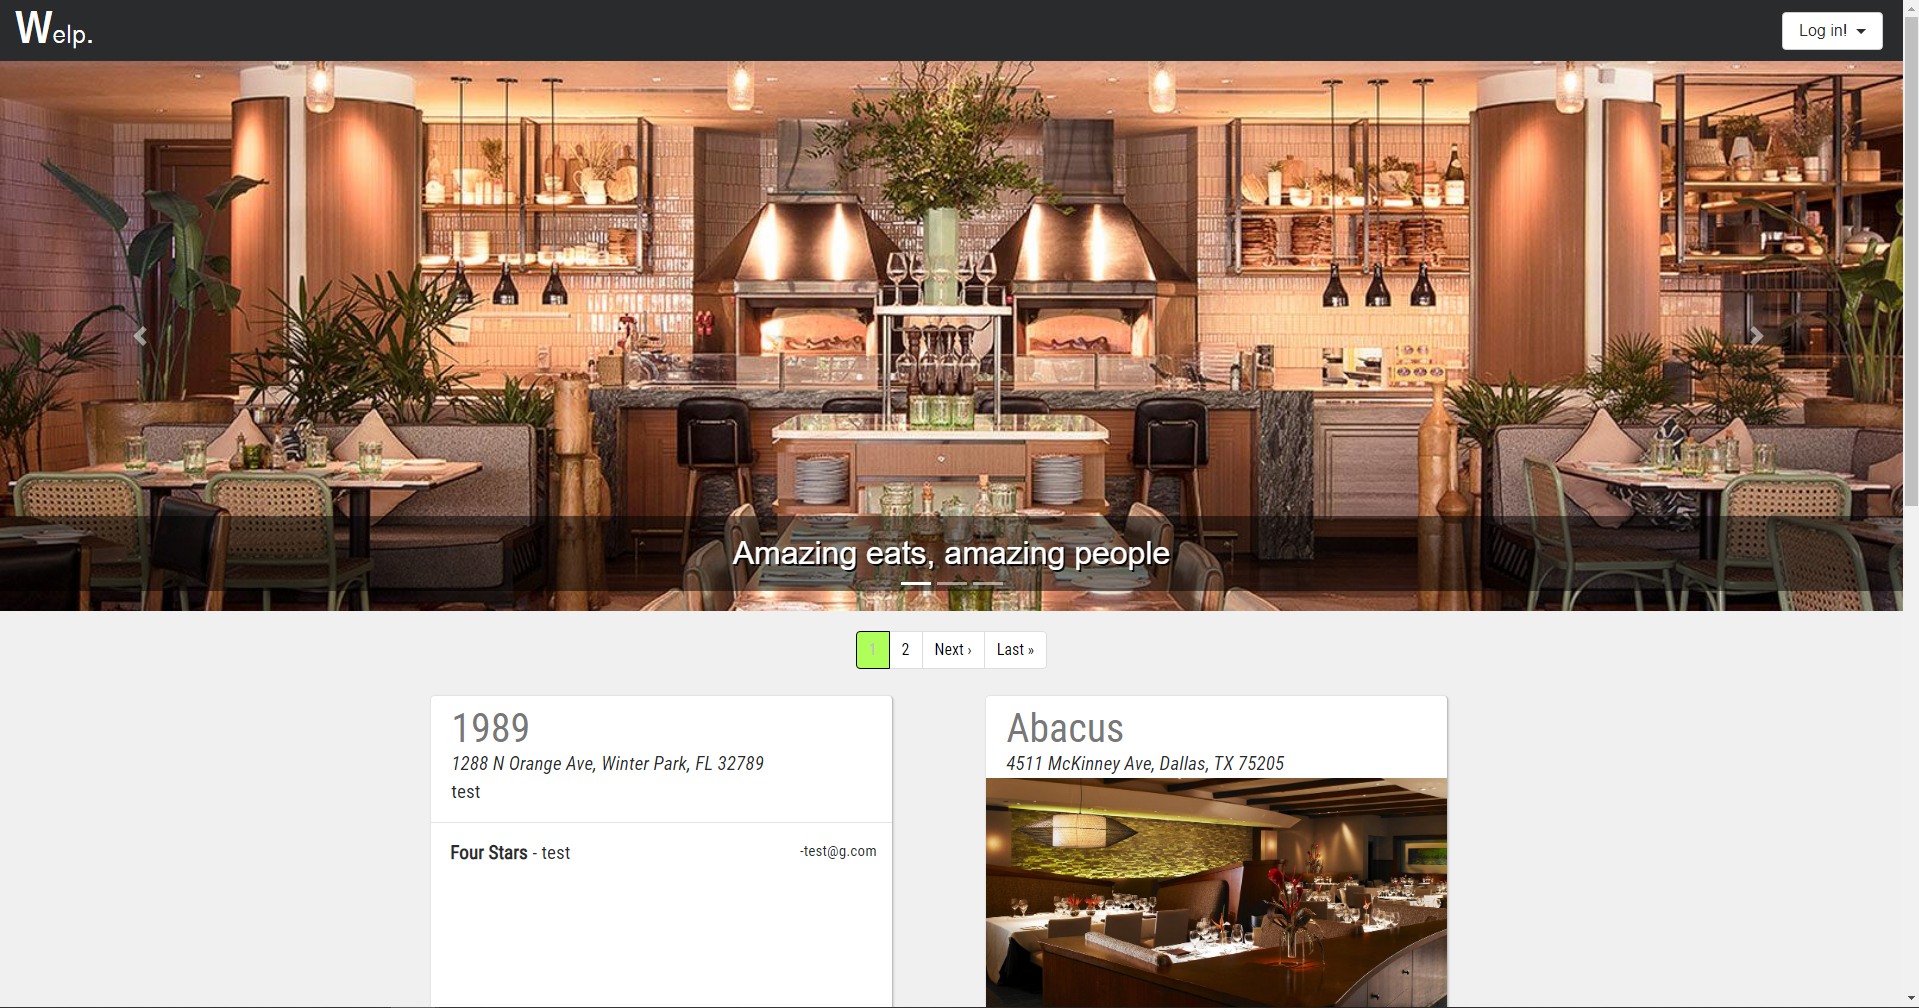 Welp.
Log in!
Amazing eats, amazing people
1 2 Next › Last »
1989
1288 N Orange Ave, Winter Park, FL 32789
test
Four Stars - test
-test@g.com
Abacus
4511 McKinney Ave, Dallas, TX 75205